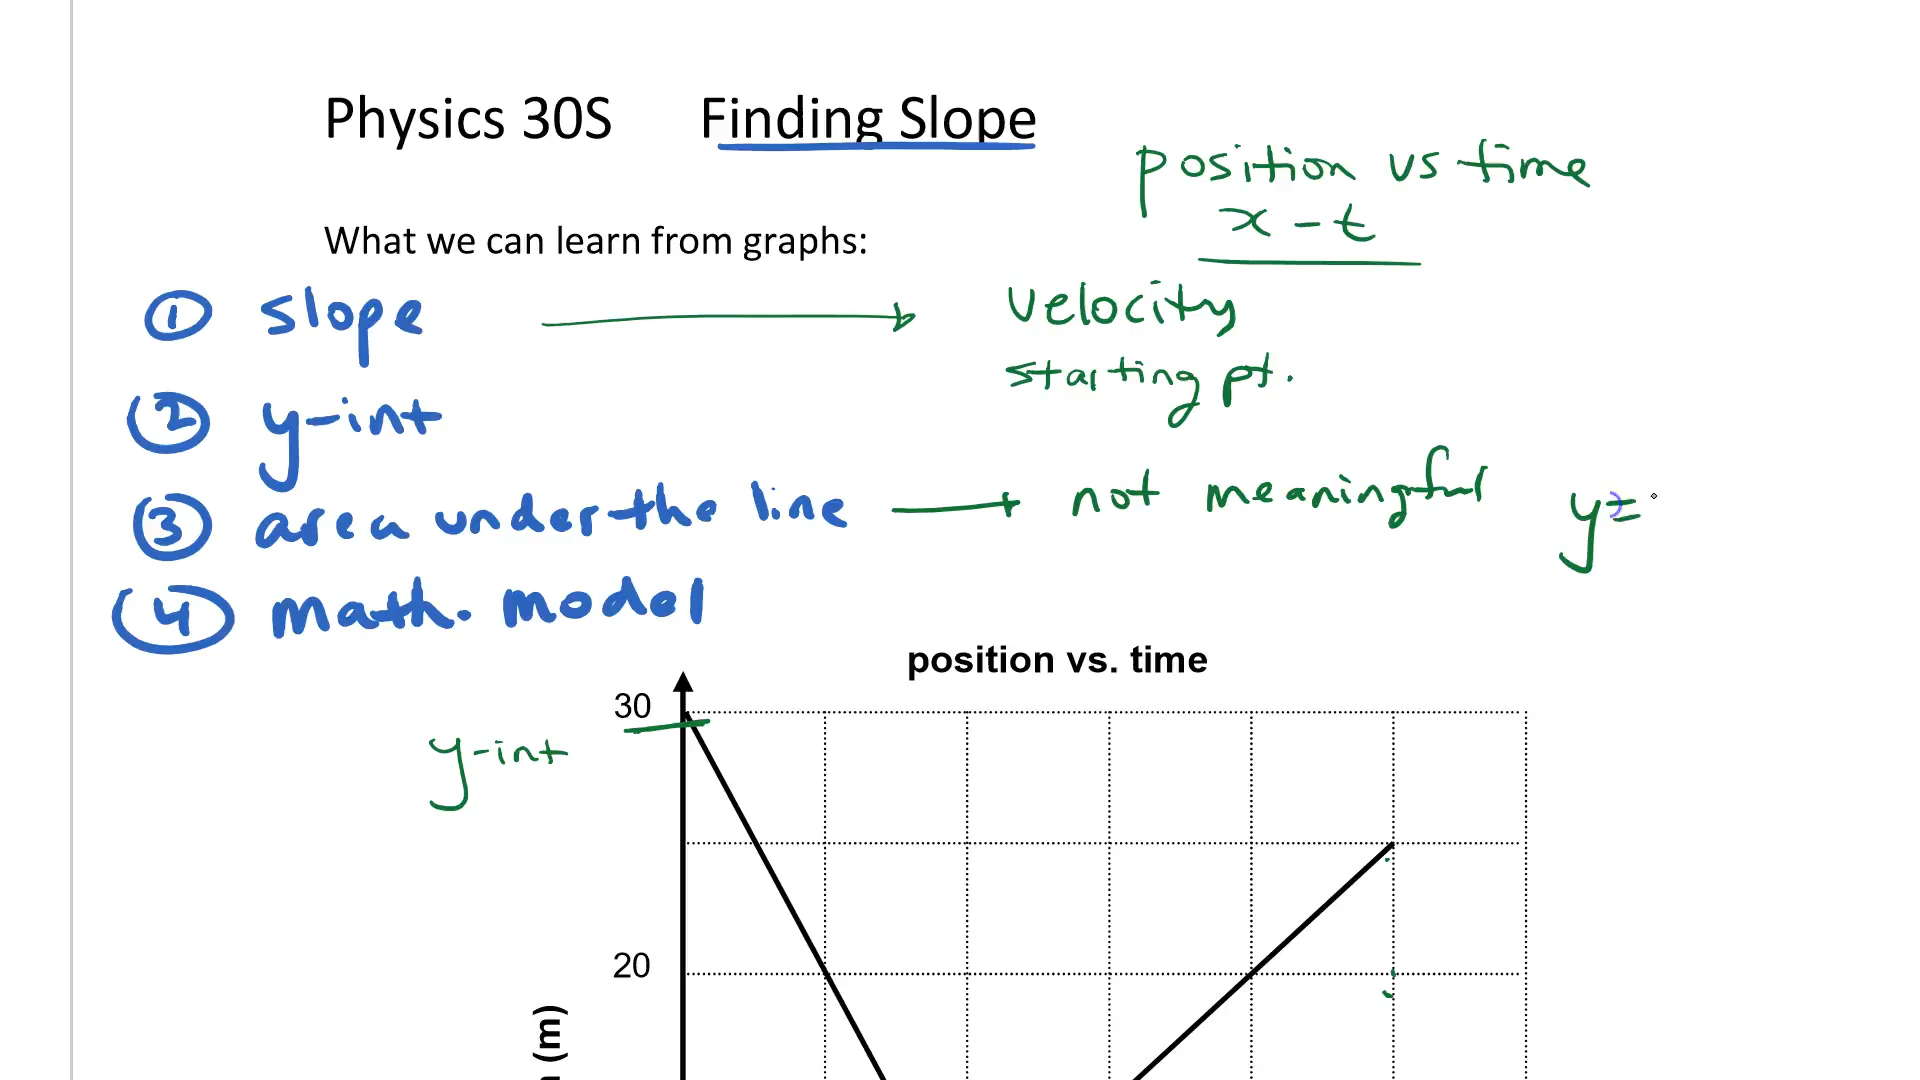 Physics 30S Finding Slope
position vs time
x - t
What we can learn from graphs:
① slope → velocity
starting pt.
② y-int
③ area under the line → not meaningful y=
④ math. model
position vs. time
30
y-int
20
(m)